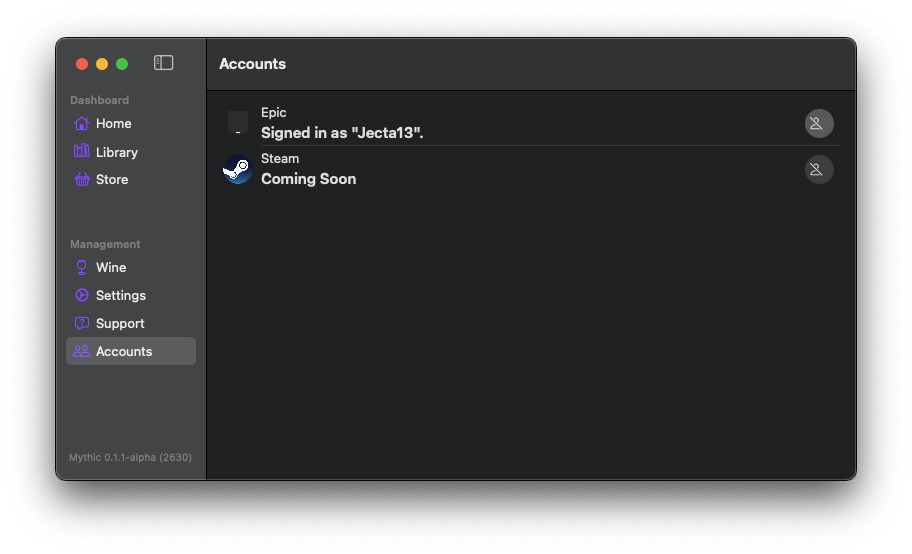 Accounts
Dashboard
Home
Library
Store
Management
Wine
Settings
Support
Accounts
Mythic 0.1.1-alpha (2630)
Epic
Signed in as "Jecta13".
Steam
Coming Soon